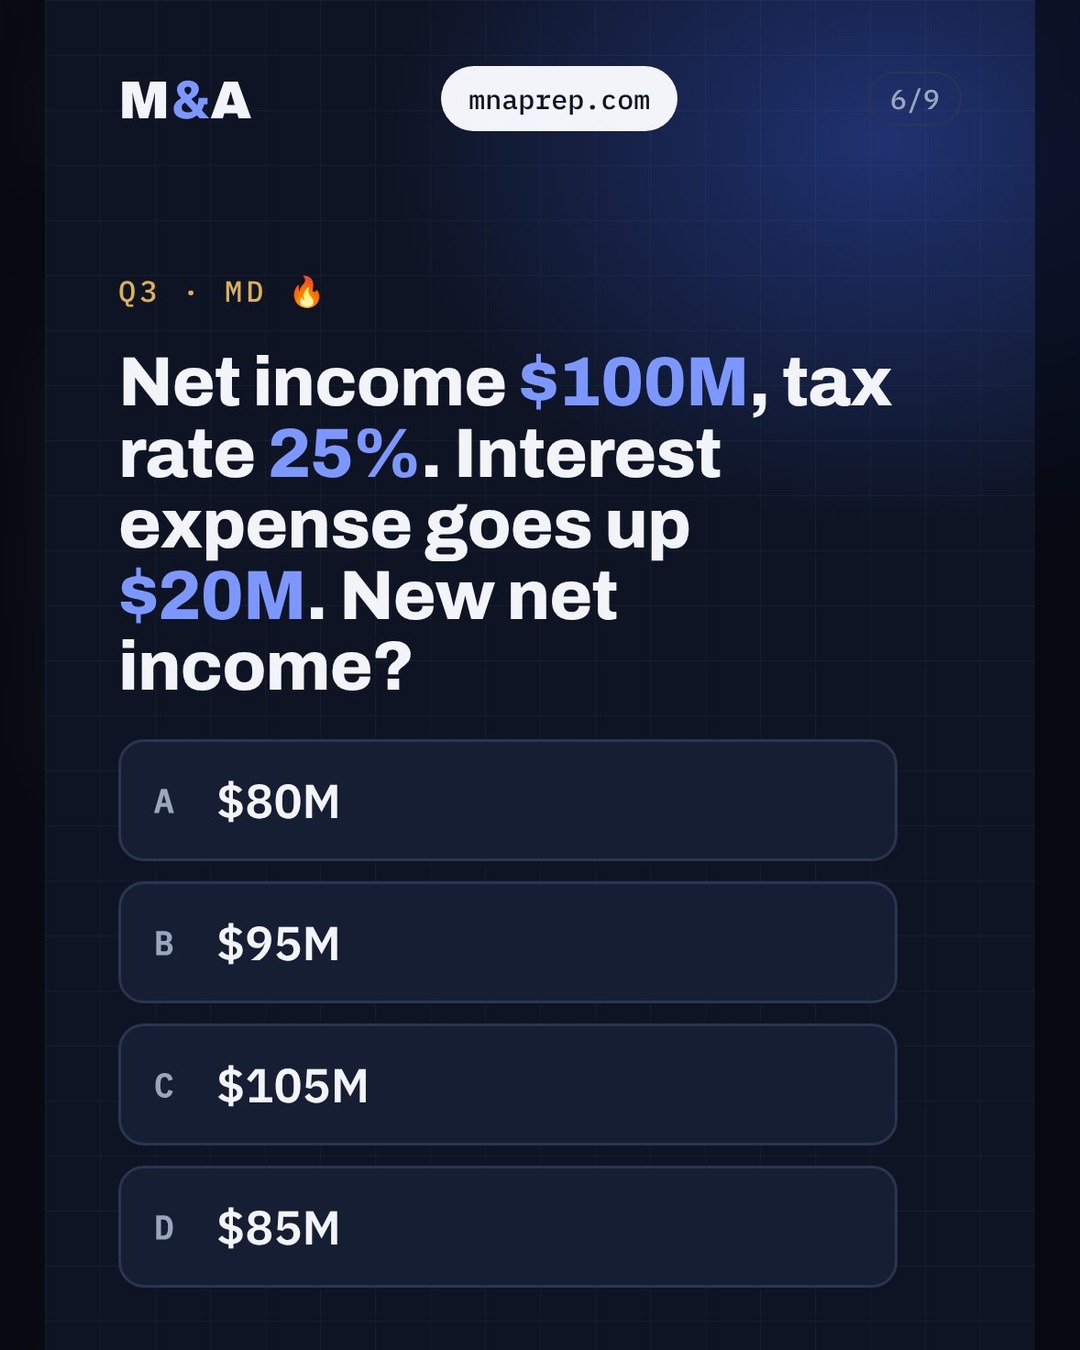 M&A
mnaprep.com
6/9
Q3 · MD 🔥
Net income $100M, tax
rate 25%. Interest
expense goes up
$20M. New net
income?
A $80M
B $95M
C $105M
D $85M